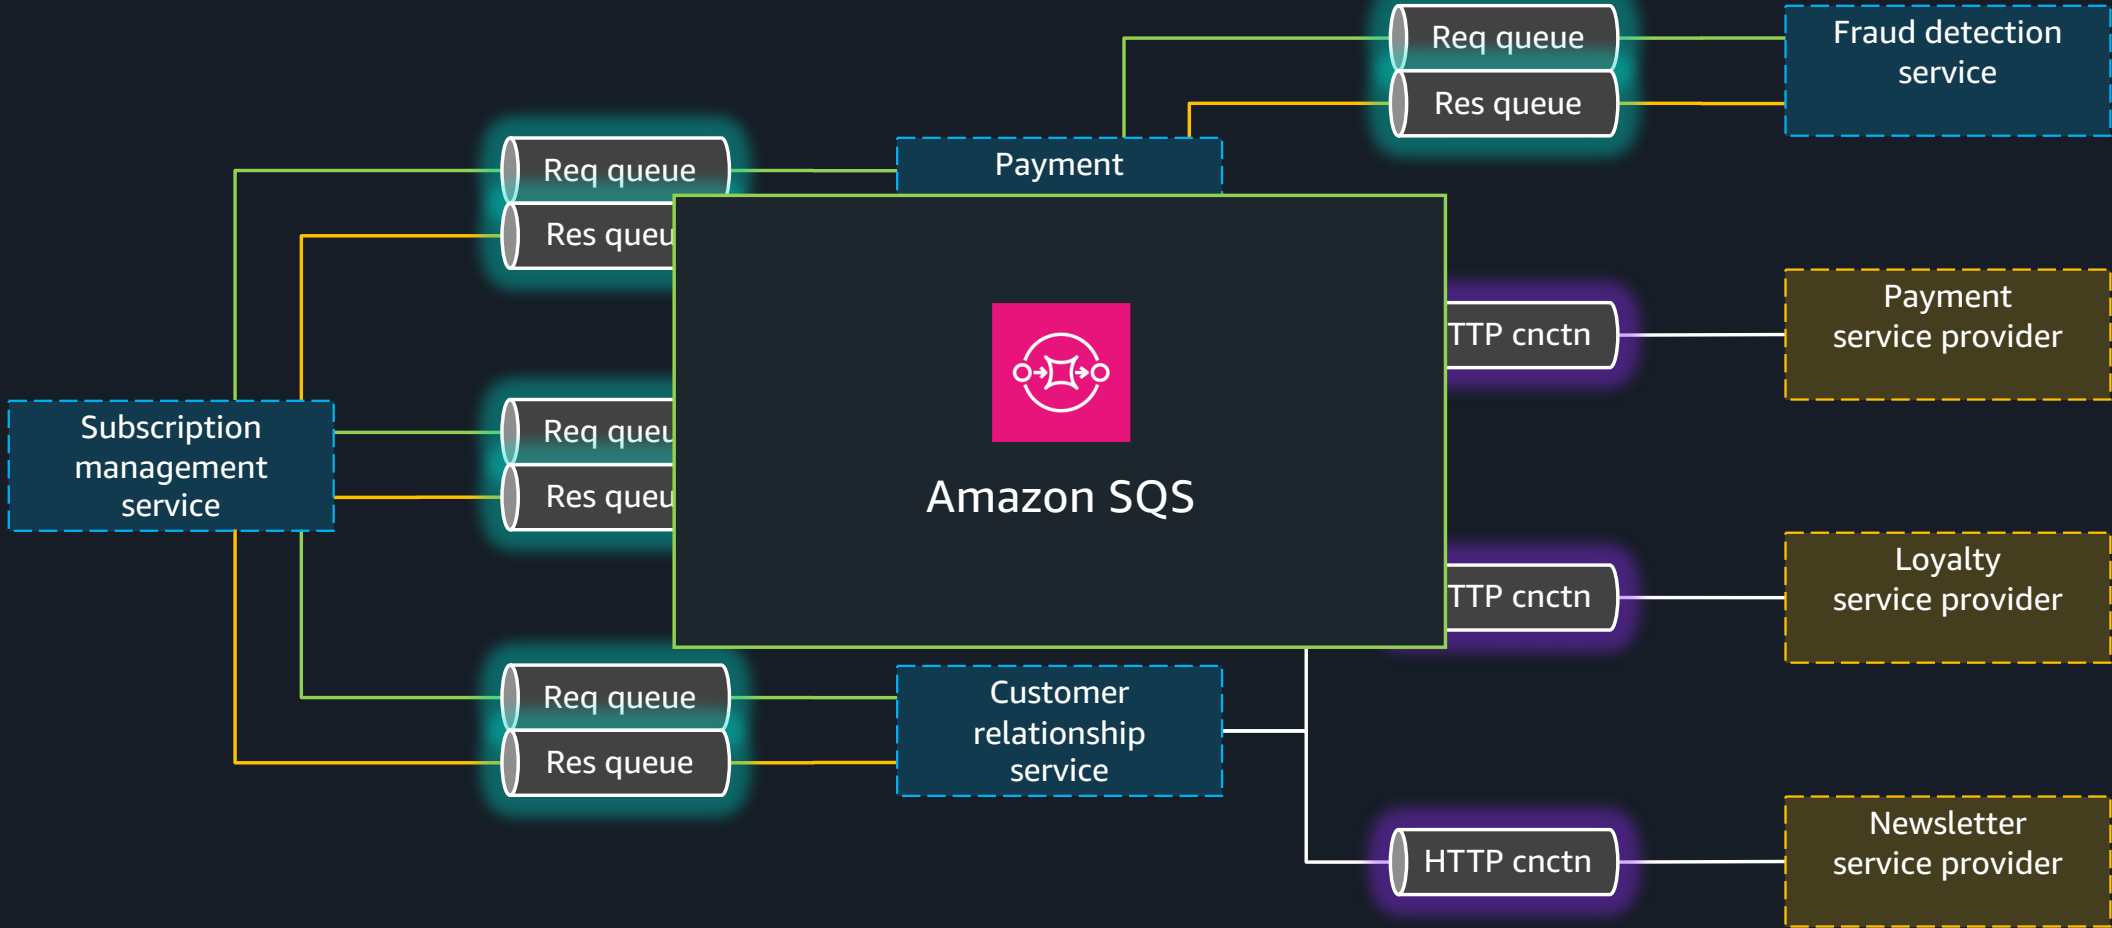 Req queue
Res queue
Fraud detection
service
Req queue
Res queu
Payment
Payment
service provider
TTP cnctn
Subscription
management
service
Req queu
Res queu
Amazon SQS
TTP cnctn
Loyalty
service provider
Req queue
Res queue
Customer
relationship
service
HTTP cnctn
Newsletter
service provider